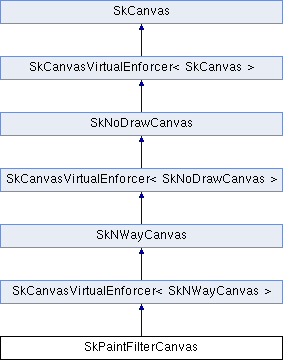 SkCanvas
SkCanvasVirtualEnforcer< SkCanvas >
SkNoDrawCanvas
SkCanvasVirtualEnforcer< SkNoDrawCanvas >
SkNWayCanvas
SkCanvasVirtualEnforcer< SkNWayCanvas >
SkPaintFilterCanvas